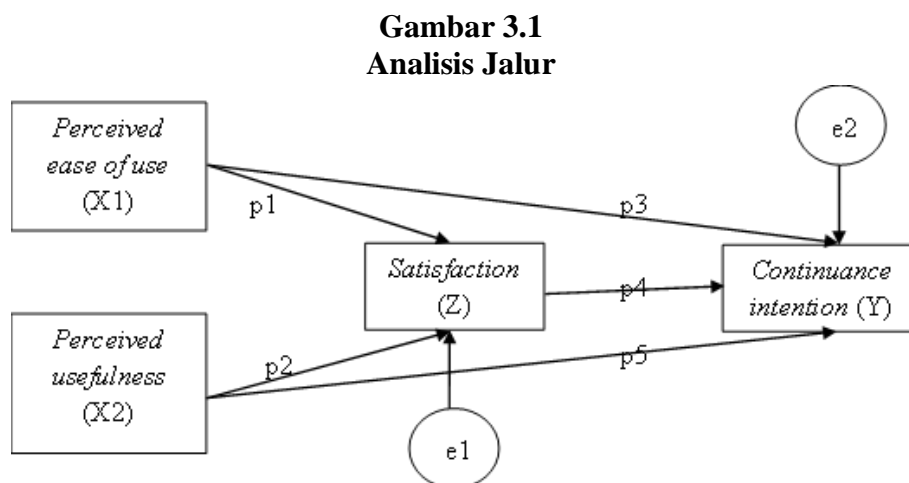 Gambar 3.1
Analisis Jalur
Perceived
ease of use
(X1)
e2
p1
p3
Satisfaction
(Z)
p4
Continuance
intention (Y)
Perceived
usefulness
(X2)
p2
p5
e1